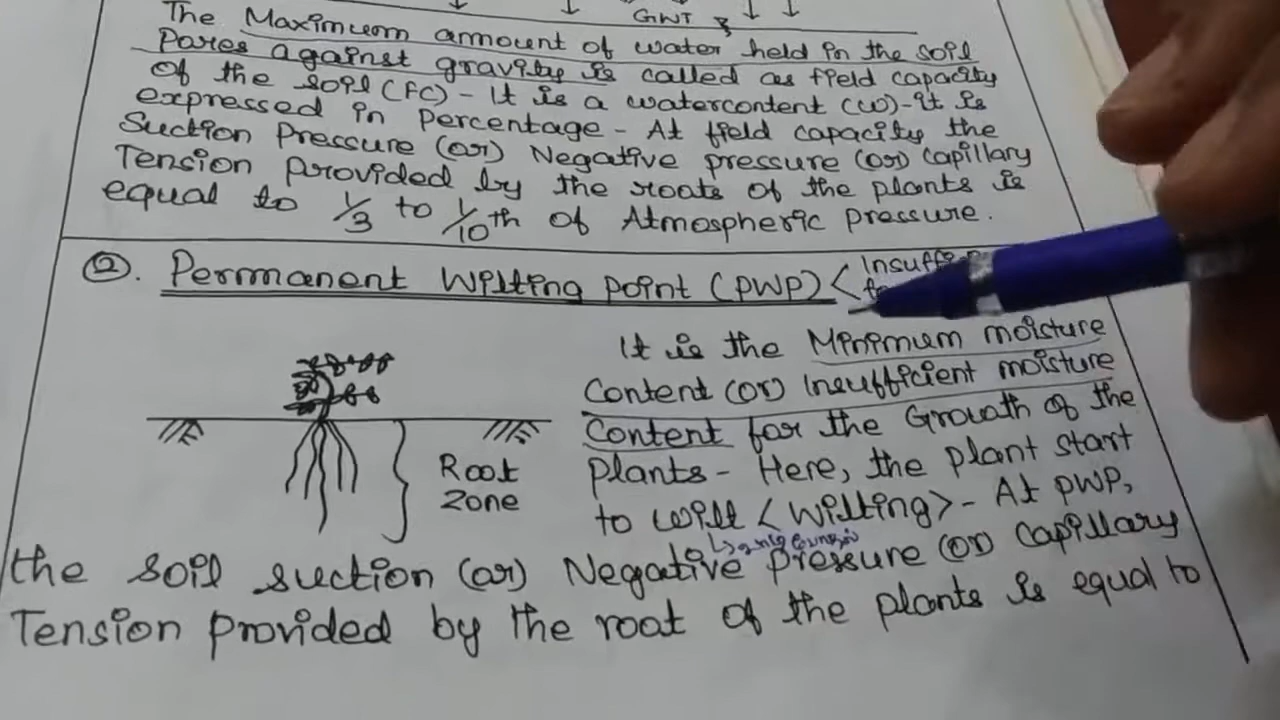 GWT
The Maximum amount of water held in the soil
Pores against gravity is called as field capacity
of the soil (FC) - It is a watercontent (w) - it is
expressed in percentage - At field capacity the
Suction Pressure (or) Negative pressure (or) capillary
Tension Provided by the roots of the plants is
equal to 1/3 to 1/10th of Atmospheric pressure.
②. Permanent Wilting point (PWP) <
It is the Minimum moisture
Content (or) Insufficient moisture
Content for the Growth of the
Plants - Here, the plant start
to wilt <Wilting> - At PWP,
Root
Zone
the soil suction (or) Negative Pressure (or) Capillary
Tension provided by the root of the plants is equal to